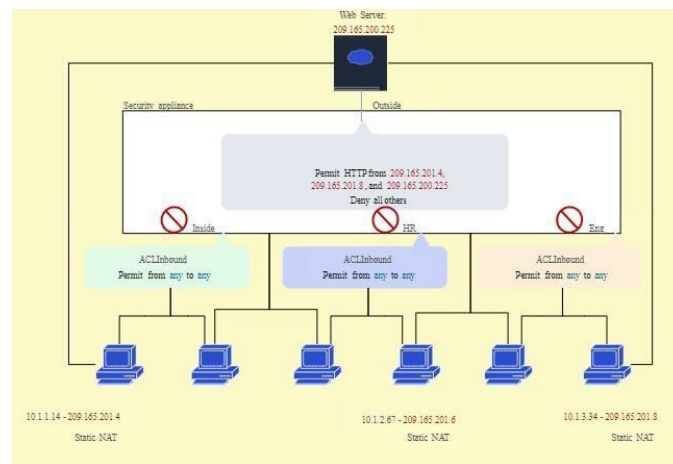 Web Server:
209.165.200.225
Security appliance
Outside
Permit HTTP from 209.165.201.4,
209.165.201.8, and 209.165.200.225
Deny all others
Inside
HR
Eng
ACLInbound
Permit from any to any
ACLInbound
Permit from any to any
ACLInbound
Permit from any to any
10.1.1.14 - 209.165.201.4
Static NAT
10.1.2.67 - 209.165.201.6
Static NAT
10.1.3.34 - 209.165.201.8
Static NAT